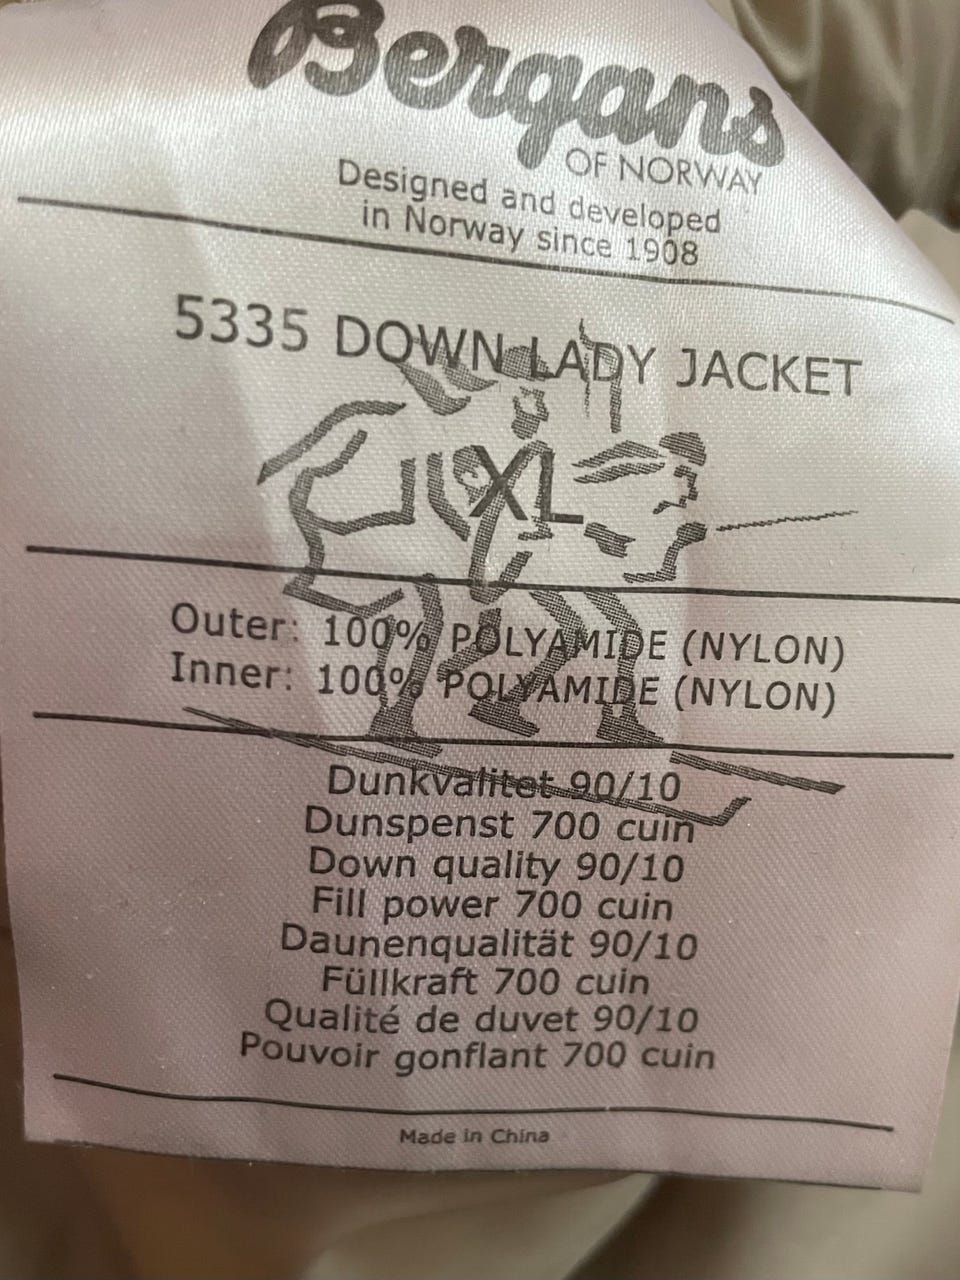 Bergans
OF NORWAY
Designed and developed
in Norway since 1908
5335 DOWN LADY JACKET
XL
Outer: 100% POLYAMIDE (NYLON)
Inner: 100% POLYAMIDE (NYLON)
Dunkvalitet 90/10
Dunspenst 700 cuin
Down quality 90/10
Fill power 700 cuin
Daunenqualität 90/10
Füllkraft 700 cuin
Qualité de duvet 90/10
Pouvoir gonflant 700 cuin
Made in China